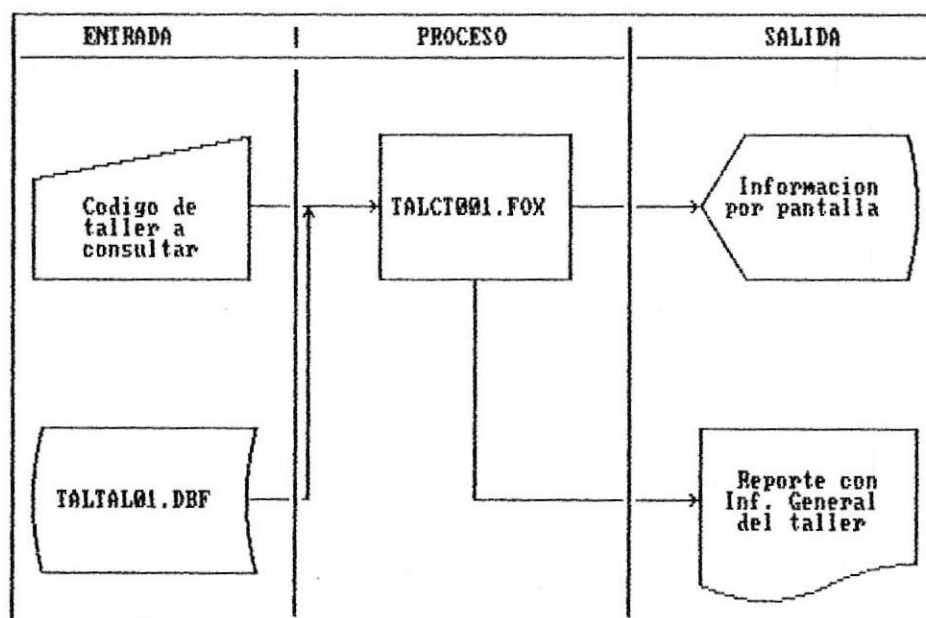 ENTRADA
PROCESO
SALIDA
Codigo de
taller a
consultar
TALCT001.FOX
Informacion
por pantalla
TALTAL01.DBF
Reporte con
Inf. General
del taller